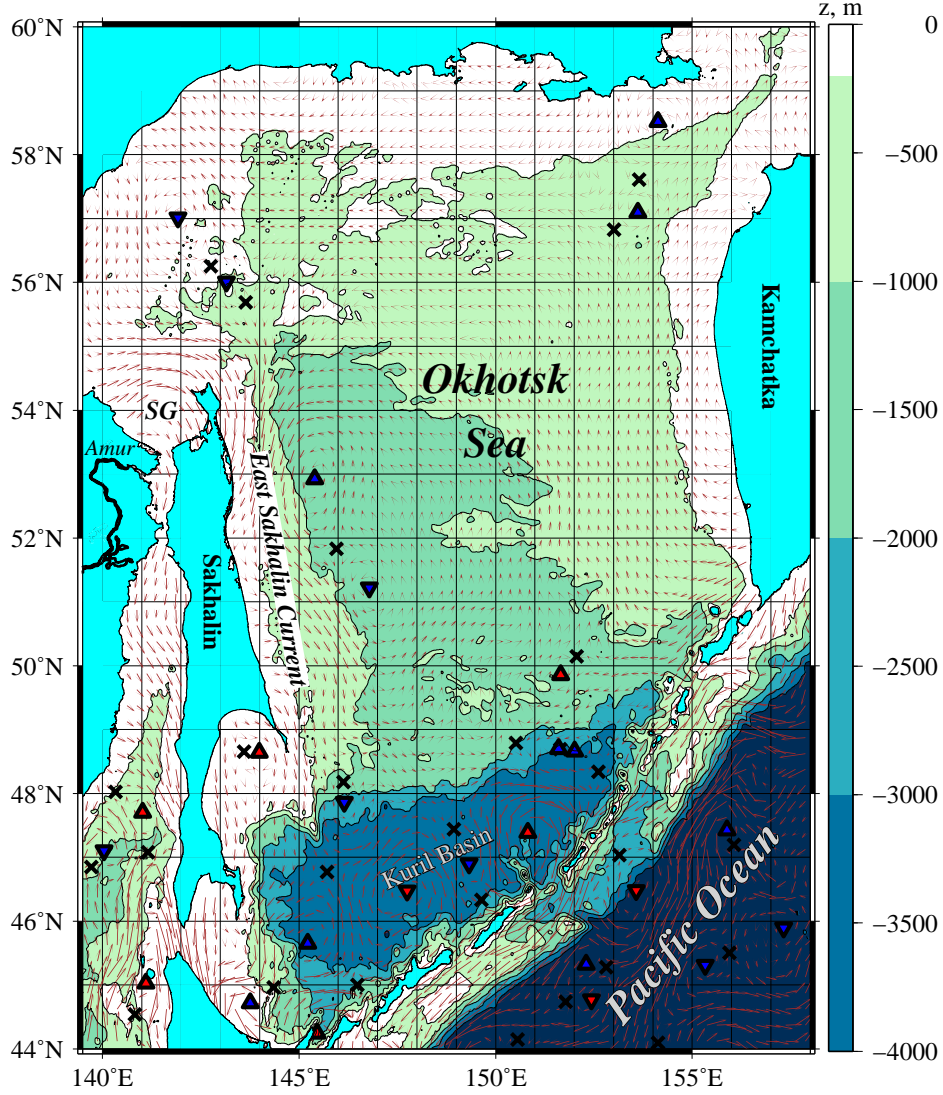 z, m
60°N
58°N
56°N
54°N
52°N
50°N
48°N
46°N
44°N
140°E
145°E
150°E
155°E
0
−500
−1000
−1500
−2000
−2500
−3000
−3500
−4000
Okhotsk
Sea
Kamchatka
SG
Amur
Sakhalin
East Sakhalin Current
Kuril Basin
Pacific Ocean